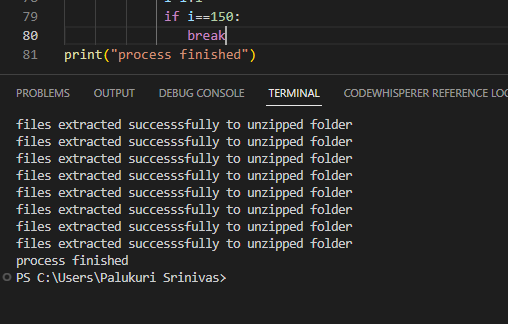 79 if i==150:
80 break
81 print("process finished")
PROBLEMS OUTPUT DEBUG CONSOLE TERMINAL CODEWHISPERER REFERENCE LOG
files extracted successsfully to unzipped folder
files extracted successsfully to unzipped folder
files extracted successsfully to unzipped folder
files extracted successsfully to unzipped folder
files extracted successsfully to unzipped folder
files extracted successsfully to unzipped folder
files extracted successsfully to unzipped folder
files extracted successsfully to unzipped folder
process finished
PS C:\Users\Palukuri Srinivas>